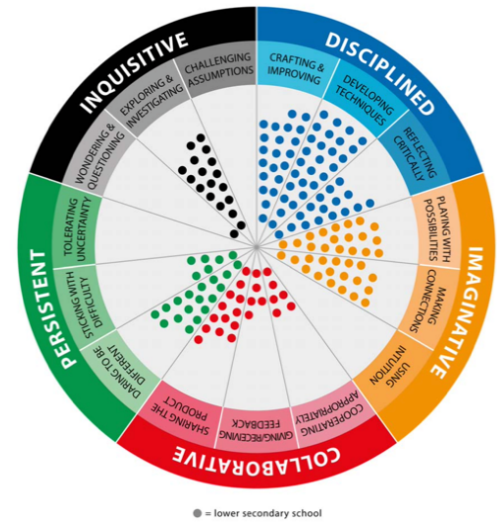 INQUISITIVE
WONDERING &
QUESTIONING
EXPLORING &
INVESTIGATING
CHALLENGING
ASSUMPTIONS
DISCIPLINED
CRAFTING &
IMPROVING
DEVELOPING
TECHNIQUES
REFLECTING
CRITICALLY
IMAGINATIVE
PLAYING WITH
POSSIBILITIES
MAKING
CONNECTIONS
USING
INTUITION
COLLABORATIVE
COOPERATING
APPROPRIATELY
GIVING/RECEIVING
FEEDBACK
SHARING THE
PRODUCT
PERSISTENT
DARING TO BE
DIFFERENT
STICKING WITH
DIFFICULTY
TOLERATING
UNCERTAINTY
= lower secondary school